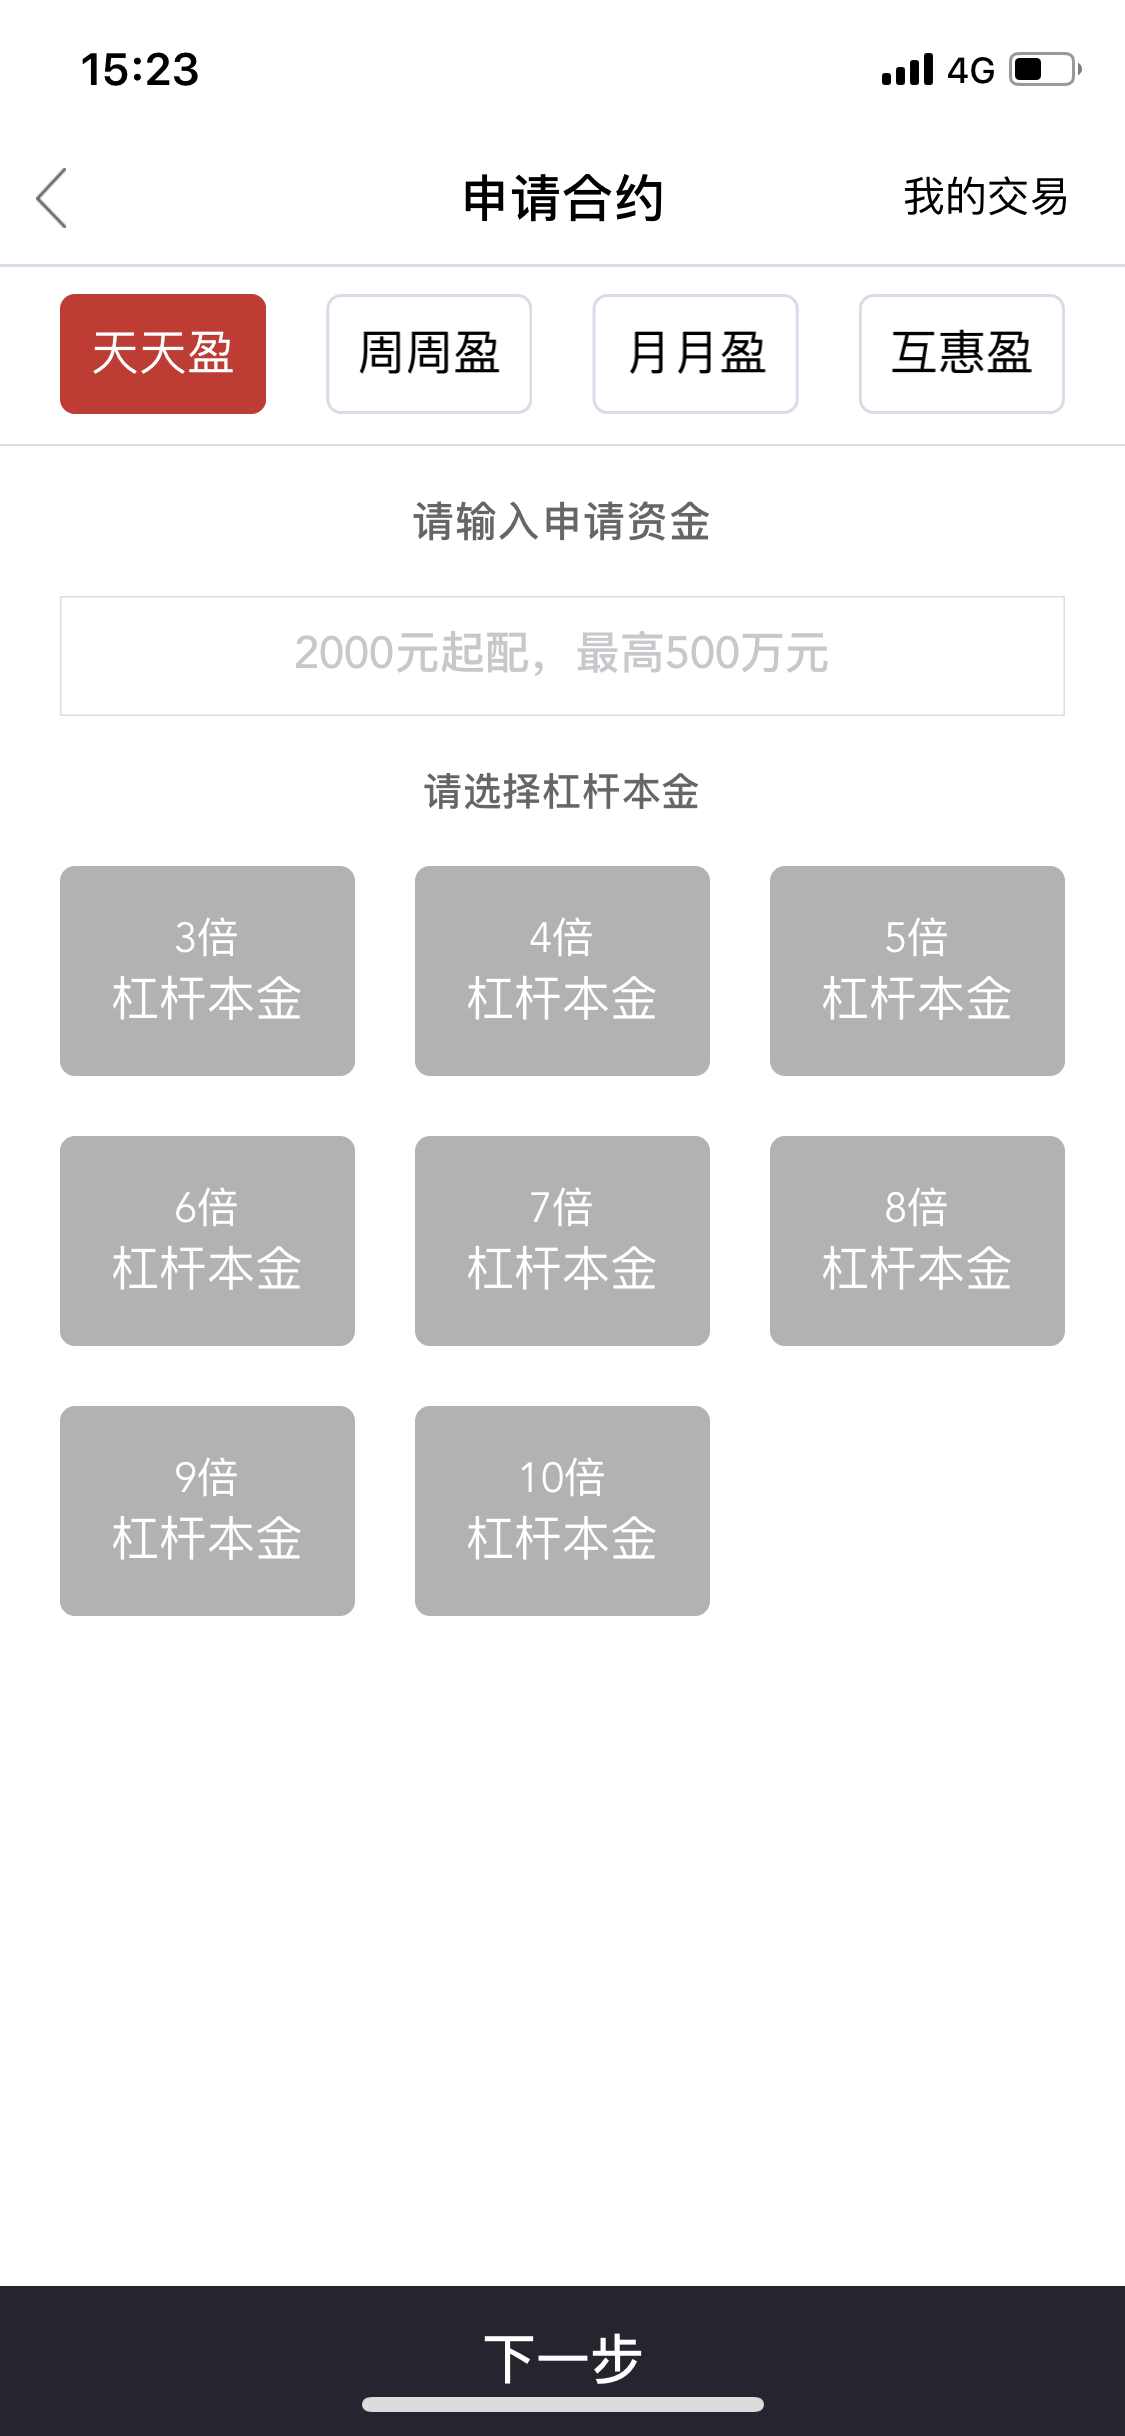 15:23 4G
申请合约 我的交易
天天盈 周周盈 月月盈 互惠盈
请输入申请资金
2000元起配，最高500万元
请选择杠杆本金
3倍 4倍 5倍
杠杆本金 杠杆本金 杠杆本金
6倍 7倍 8倍
杠杆本金 杠杆本金 杠杆本金
9倍 10倍
杠杆本金 杠杆本金
下一步